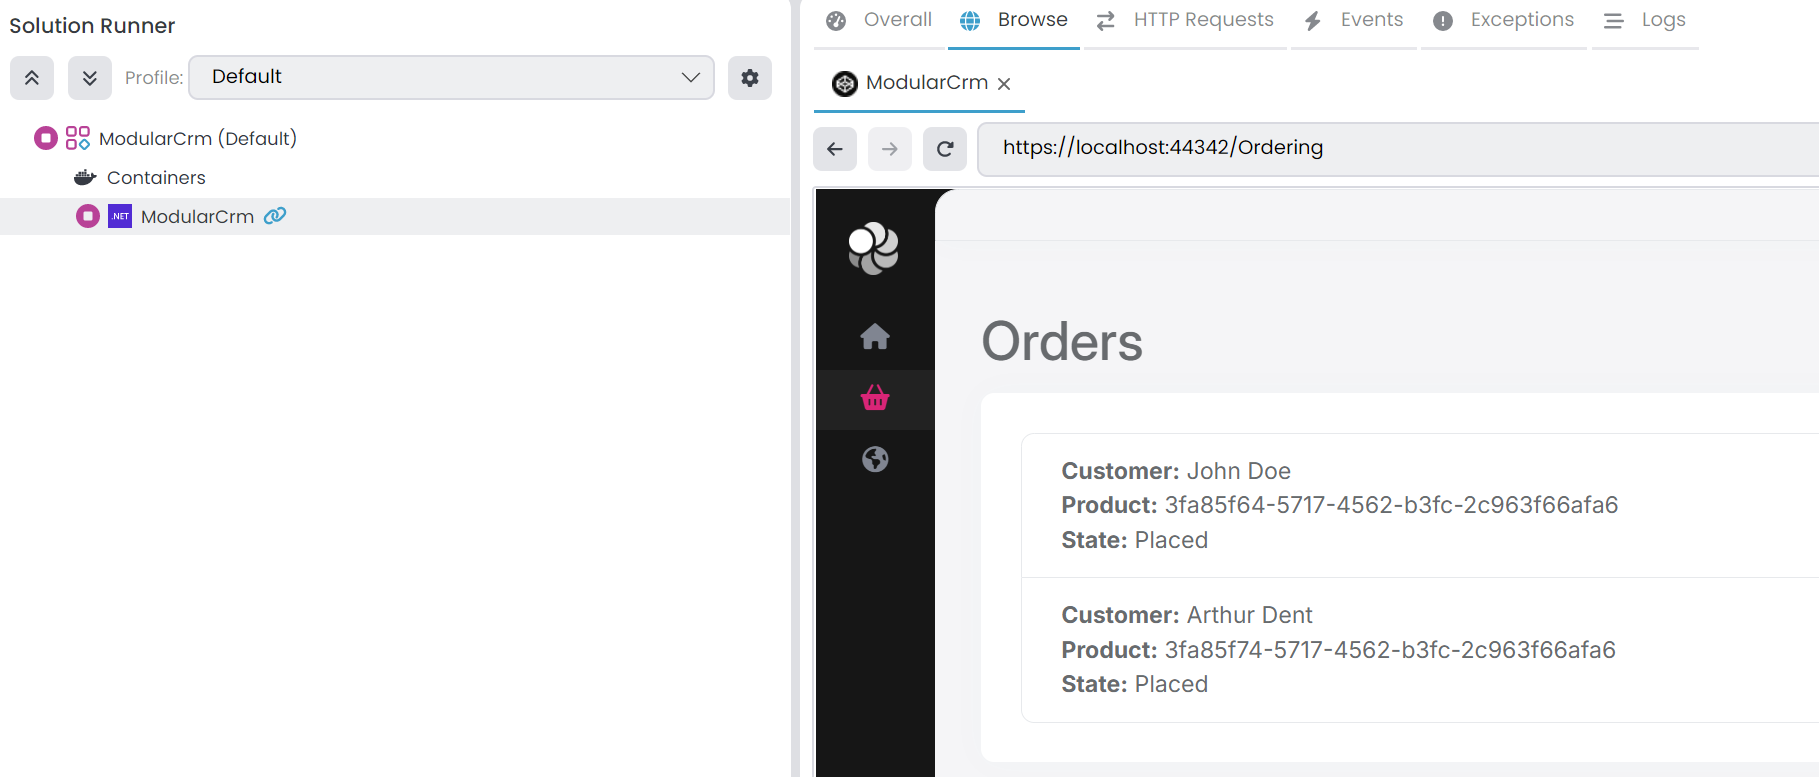 Solution Runner
Profile: Default
ModularCrm (Default)
Containers
.NET ModularCrm
Overall Browse HTTP Requests Events Exceptions Logs
ModularCrm
https://localhost:44342/Ordering
Orders
Customer: John Doe
Product: 3fa85f64-5717-4562-b3fc-2c963f66afa6
State: Placed
Customer: Arthur Dent
Product: 3fa85f74-5717-4562-b3fc-2c963f66afa6
State: Placed